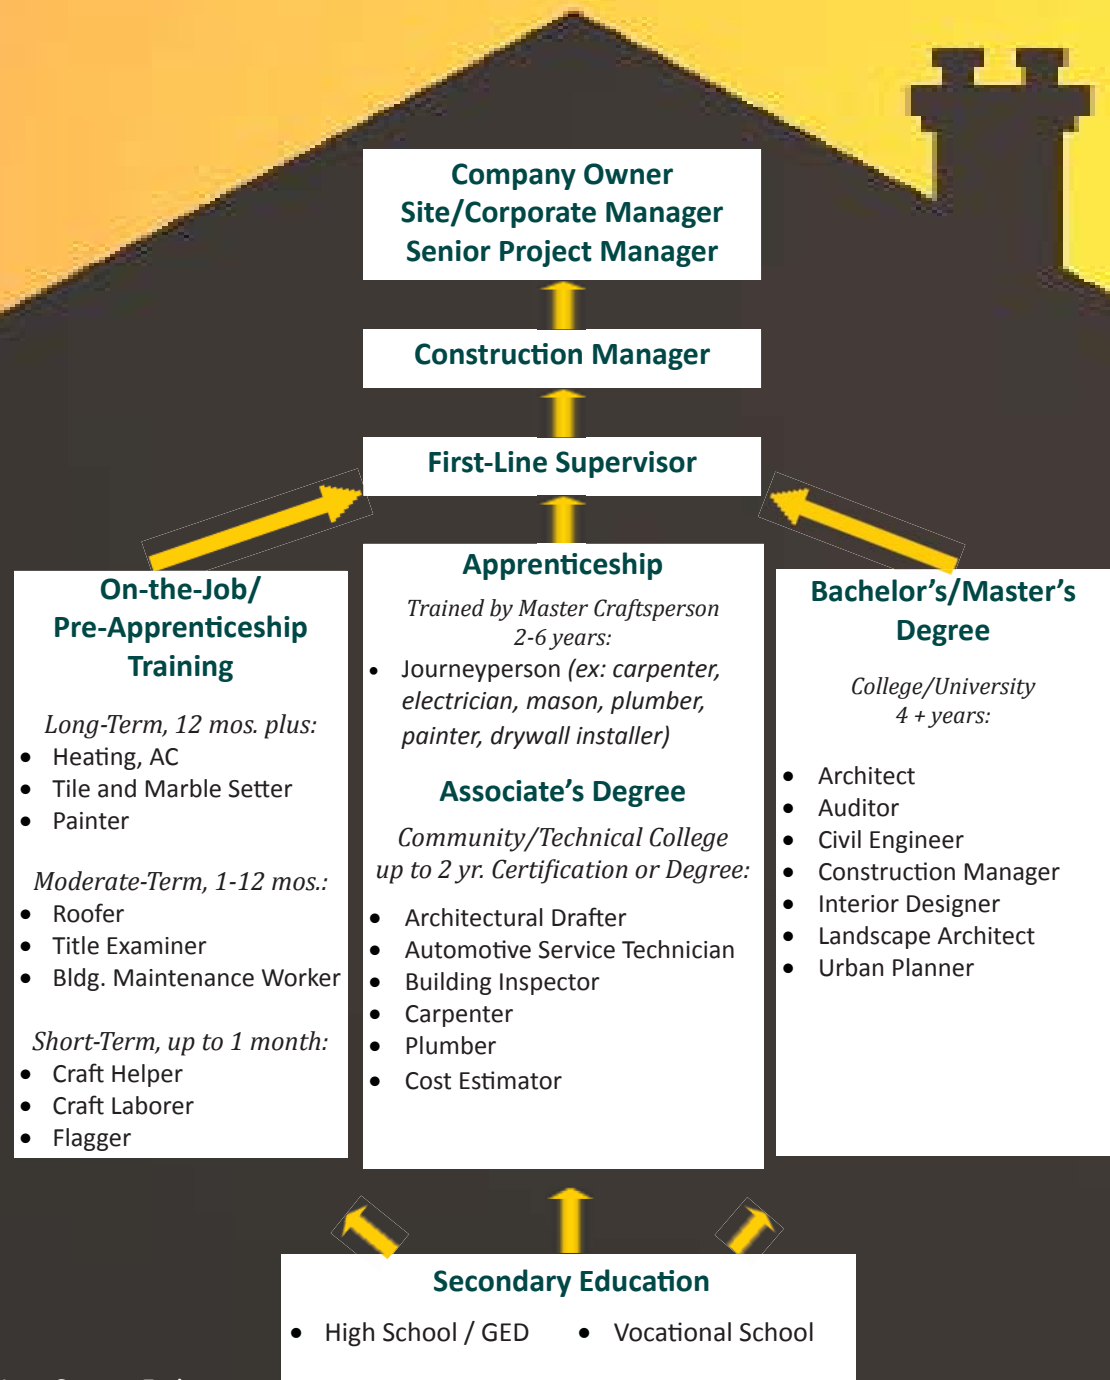 Company Owner
Site/Corporate Manager
Senior Project Manager
Construction Manager
First-Line Supervisor
On-the-Job/
Pre-Apprenticeship
Training
Long-Term, 12 mos. plus:
• Heating, AC
• Tile and Marble Setter
• Painter
Moderate-Term, 1-12 mos.:
• Roofer
• Title Examiner
• Bldg. Maintenance Worker
Short-Term, up to 1 month:
• Craft Helper
• Craft Laborer
• Flagger
Apprenticeship
Trained by Master Craftsperson
2-6 years:
• Journeyperson (ex: carpenter,
electrician, mason, plumber,
painter, drywall installer)
Associate's Degree
Community/Technical College
up to 2 yr. Certification or Degree:
• Architectural Drafter
• Automotive Service Technician
• Building Inspector
• Carpenter
• Plumber
• Cost Estimator
Bachelor's/Master's
Degree
College/University
4 + years:
• Architect
• Auditor
• Civil Engineer
• Construction Manager
• Interior Designer
• Landscape Architect
• Urban Planner
Secondary Education
• High School / GED • Vocational School